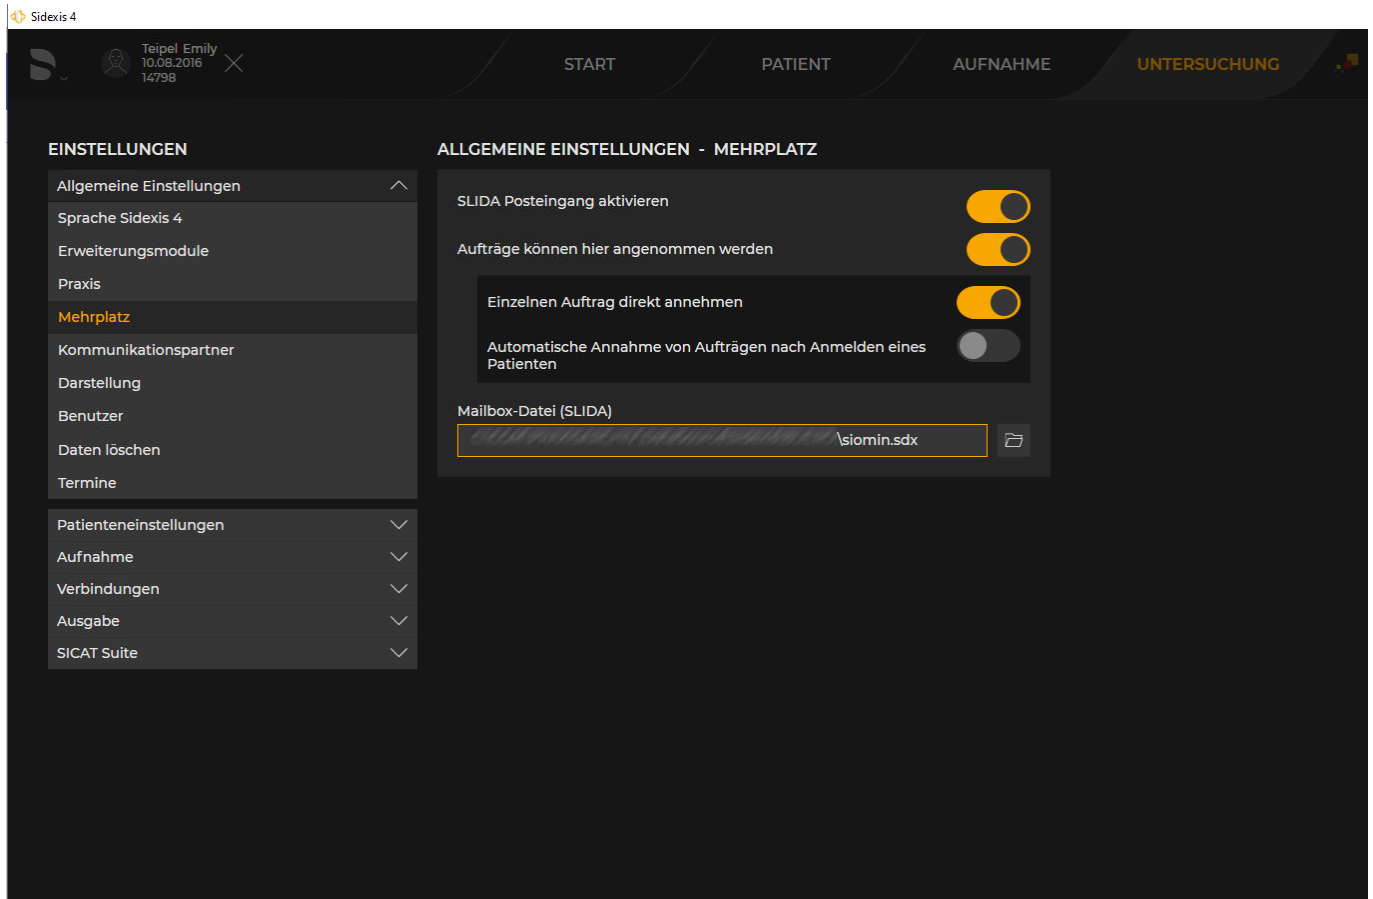 Sidexis 4
Teipel Emily
10.08.2016
14798
START
PATIENT
AUFNAHME
UNTERSUCHUNG
EINSTELLUNGEN
Allgemeine Einstellungen
Sprache Sidexis 4
Erweiterungsmodule
Praxis
Mehrplatz
Kommunikationspartner
Darstellung
Benutzer
Daten löschen
Termine
Patienteneinstellungen
Aufnahme
Verbindungen
Ausgabe
SICAT Suite
ALLGEMEINE EINSTELLUNGEN - MEHRPLATZ
SLIDA Posteingang aktivieren
Aufträge können hier angenommen werden
Einzelnen Auftrag direkt annehmen
Automatische Annahme von Aufträgen nach Anmelden eines
Patienten
Mailbox-Datei (SLIDA)
\siomin.sdx